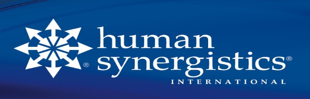 human
synergistics®
INTERNATIONAL
®